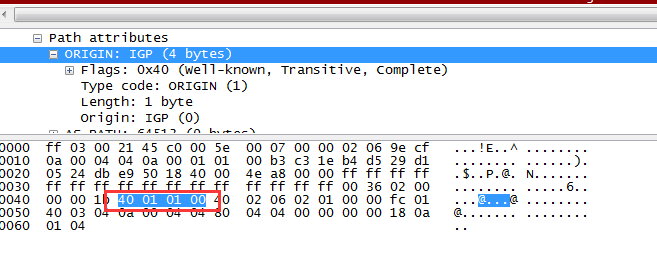 Path attributes
ORIGIN: IGP (4 bytes)
Flags: 0x40 (Well-known, Transitive, Complete)
Type code: ORIGIN (1)
Length: 1 byte
Origin: IGP (0)
AS_PATH: 64513 (9 bytes)
0000 ff 03 00 21 45 c0 00 5e 00 07 00 00 02 06 9e cf ...!E..^ ........
0010 0a 00 04 04 0a 00 01 01 00 b3 c3 1e b4 d5 29 d1 ........ ......).
0020 05 24 db e9 50 18 40 00 4e a8 00 00 ff ff ff ff .$..P.@. N.......
0030 ff ff ff ff ff ff ff ff ff ff ff ff 00 36 02 00 ........ .....6..
0040 00 00 1b 40 01 01 00 40 02 06 02 01 00 00 fc 01 ...@...@ ........
0050 40 03 04 0a 00 04 04 80 04 04 00 00 00 00 18 0a @....... ........
0060 01 04 ..